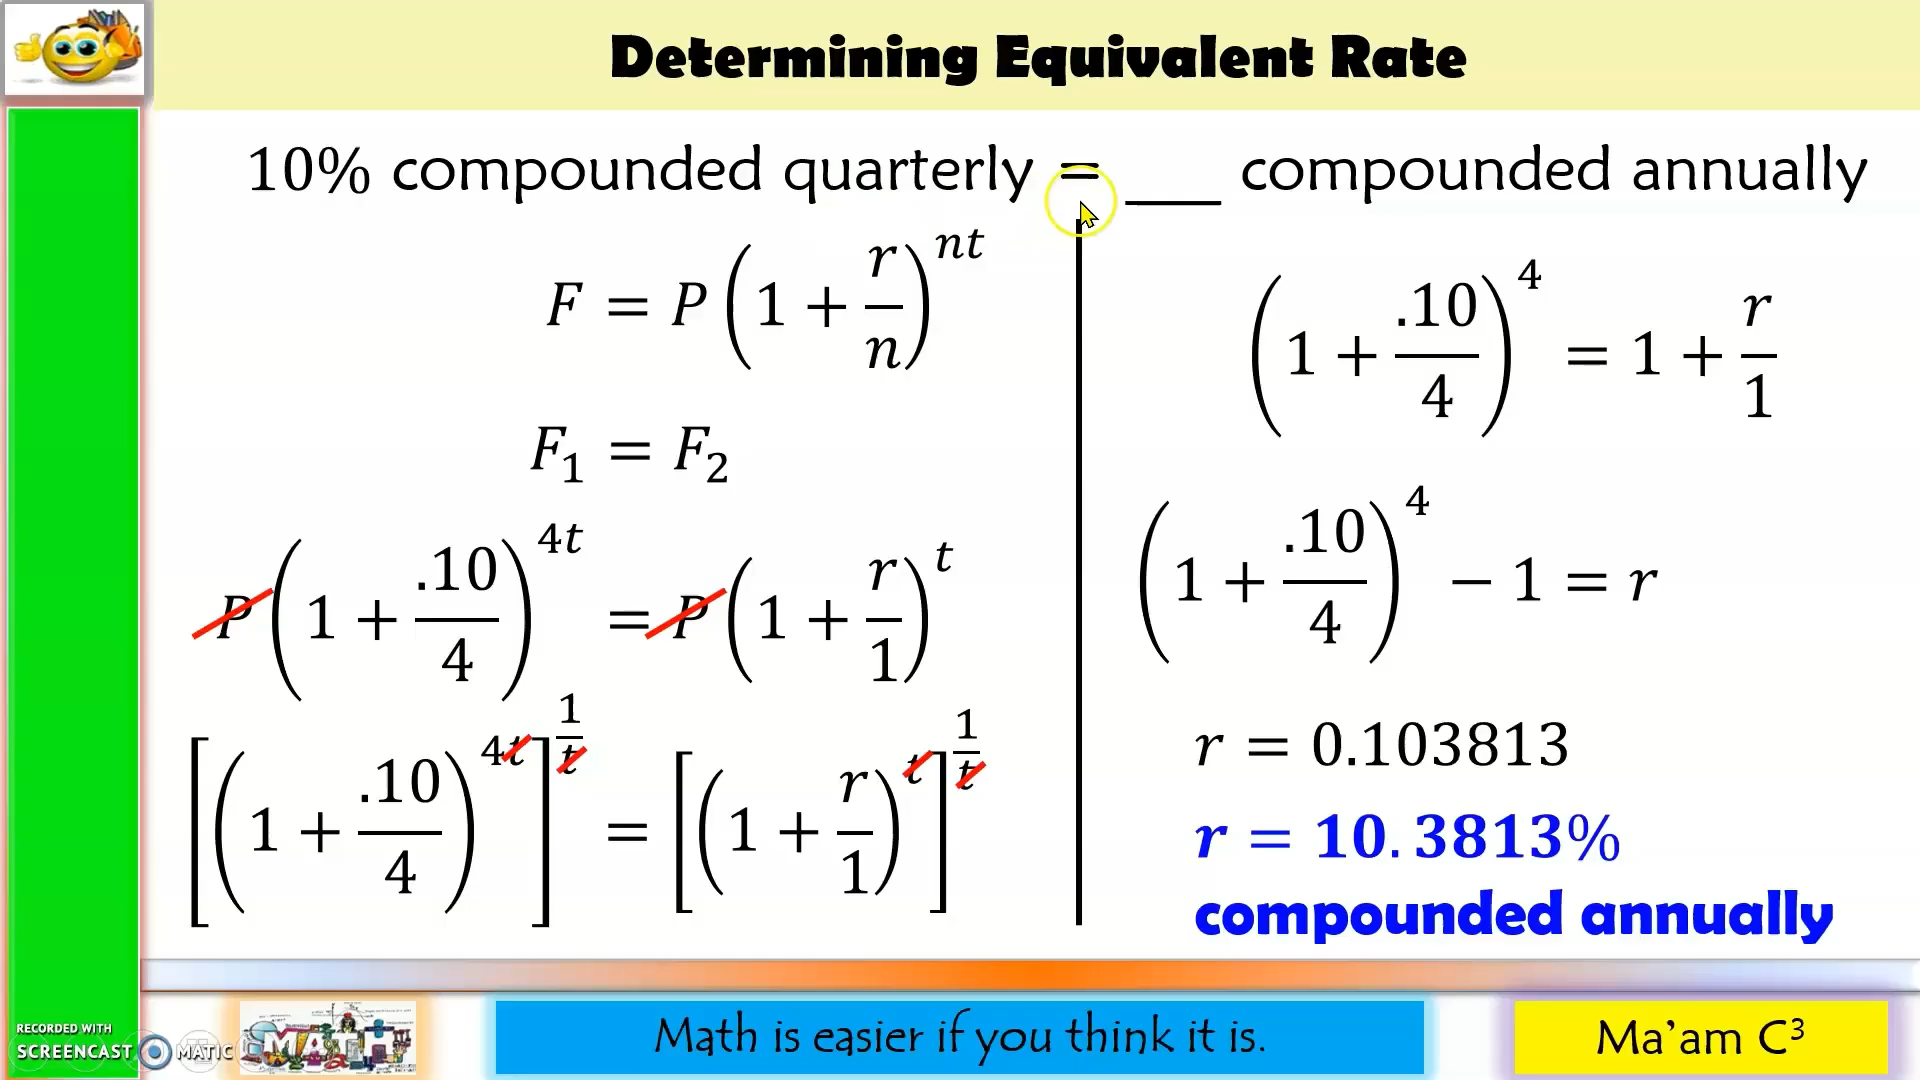 Determining Equivalent Rate
10% compounded quarterly = ___ compounded annually
F = P(1 + r/n)^nt
F₁ = F₂
P(1 + .10/4)^4t = P(1 + r/1)^t
[(1 + .10/4)^4t]^1/t = [(1 + r/1)^t]^1/t
(1 + .10/4)^4 = 1 + r/1
(1 + .10/4)^4 − 1 = r
r = 0.103813
r = 10.3813%
compounded annually
RECORDED WITH
SCREENCAST MATIC
MATH
Math is easier if you think it is.
Ma'am C³